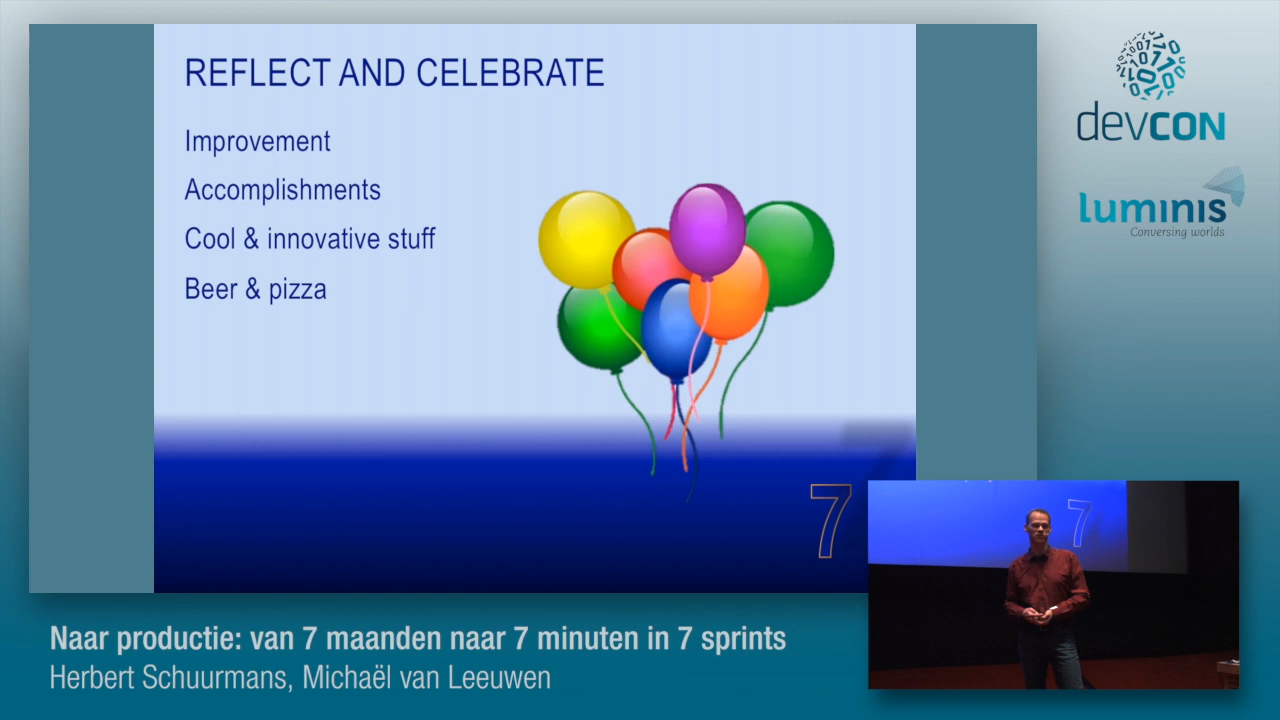 REFLECT AND CELEBRATE
Improvement
Accomplishments
Cool & innovative stuff
Beer & pizza
7
7
devcon
luminis
Conversing worlds
Naar productie: van 7 maanden naar 7 minuten in 7 sprints
Herbert Schuurmans, Michaël van Leeuwen